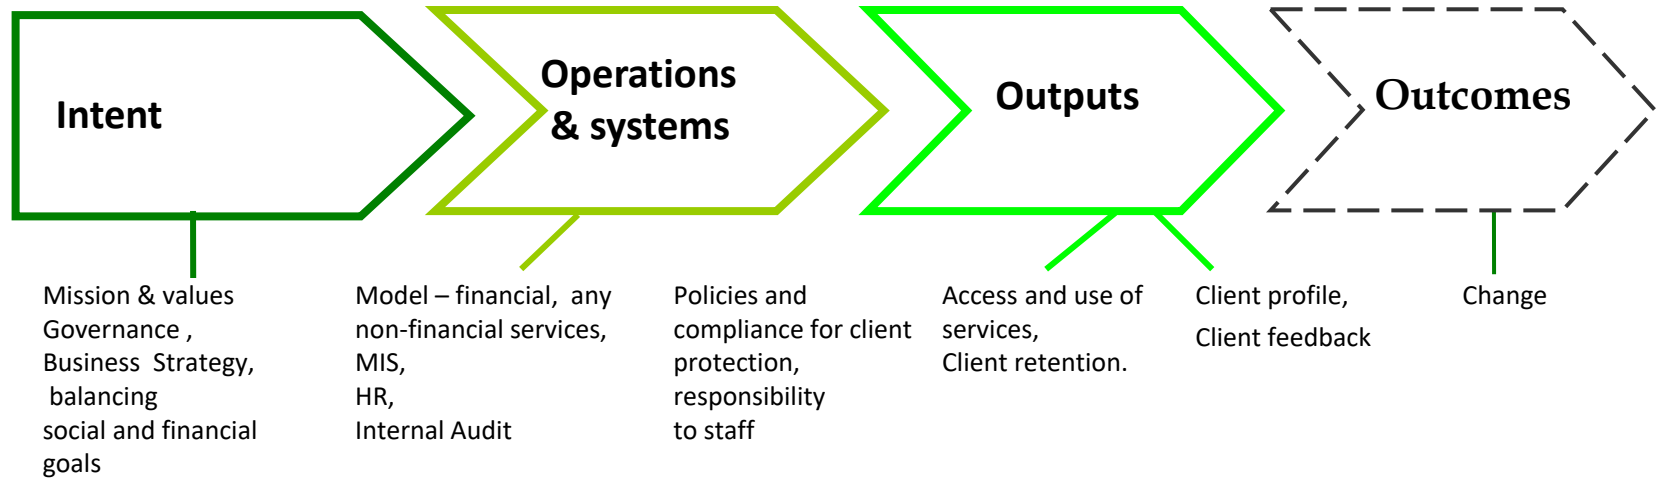 Intent
Operations
& systems
Outputs
Outcomes
Mission & values
Governance ,
Business  Strategy,
balancing
social and financial
goals
Model – financial,  any
non-financial services,
MIS,
HR,
Internal Audit
Policies and
compliance for client
protection,
responsibility
to staff
Access and use of
services,
Client retention.
Client profile,
Client feedback
Change